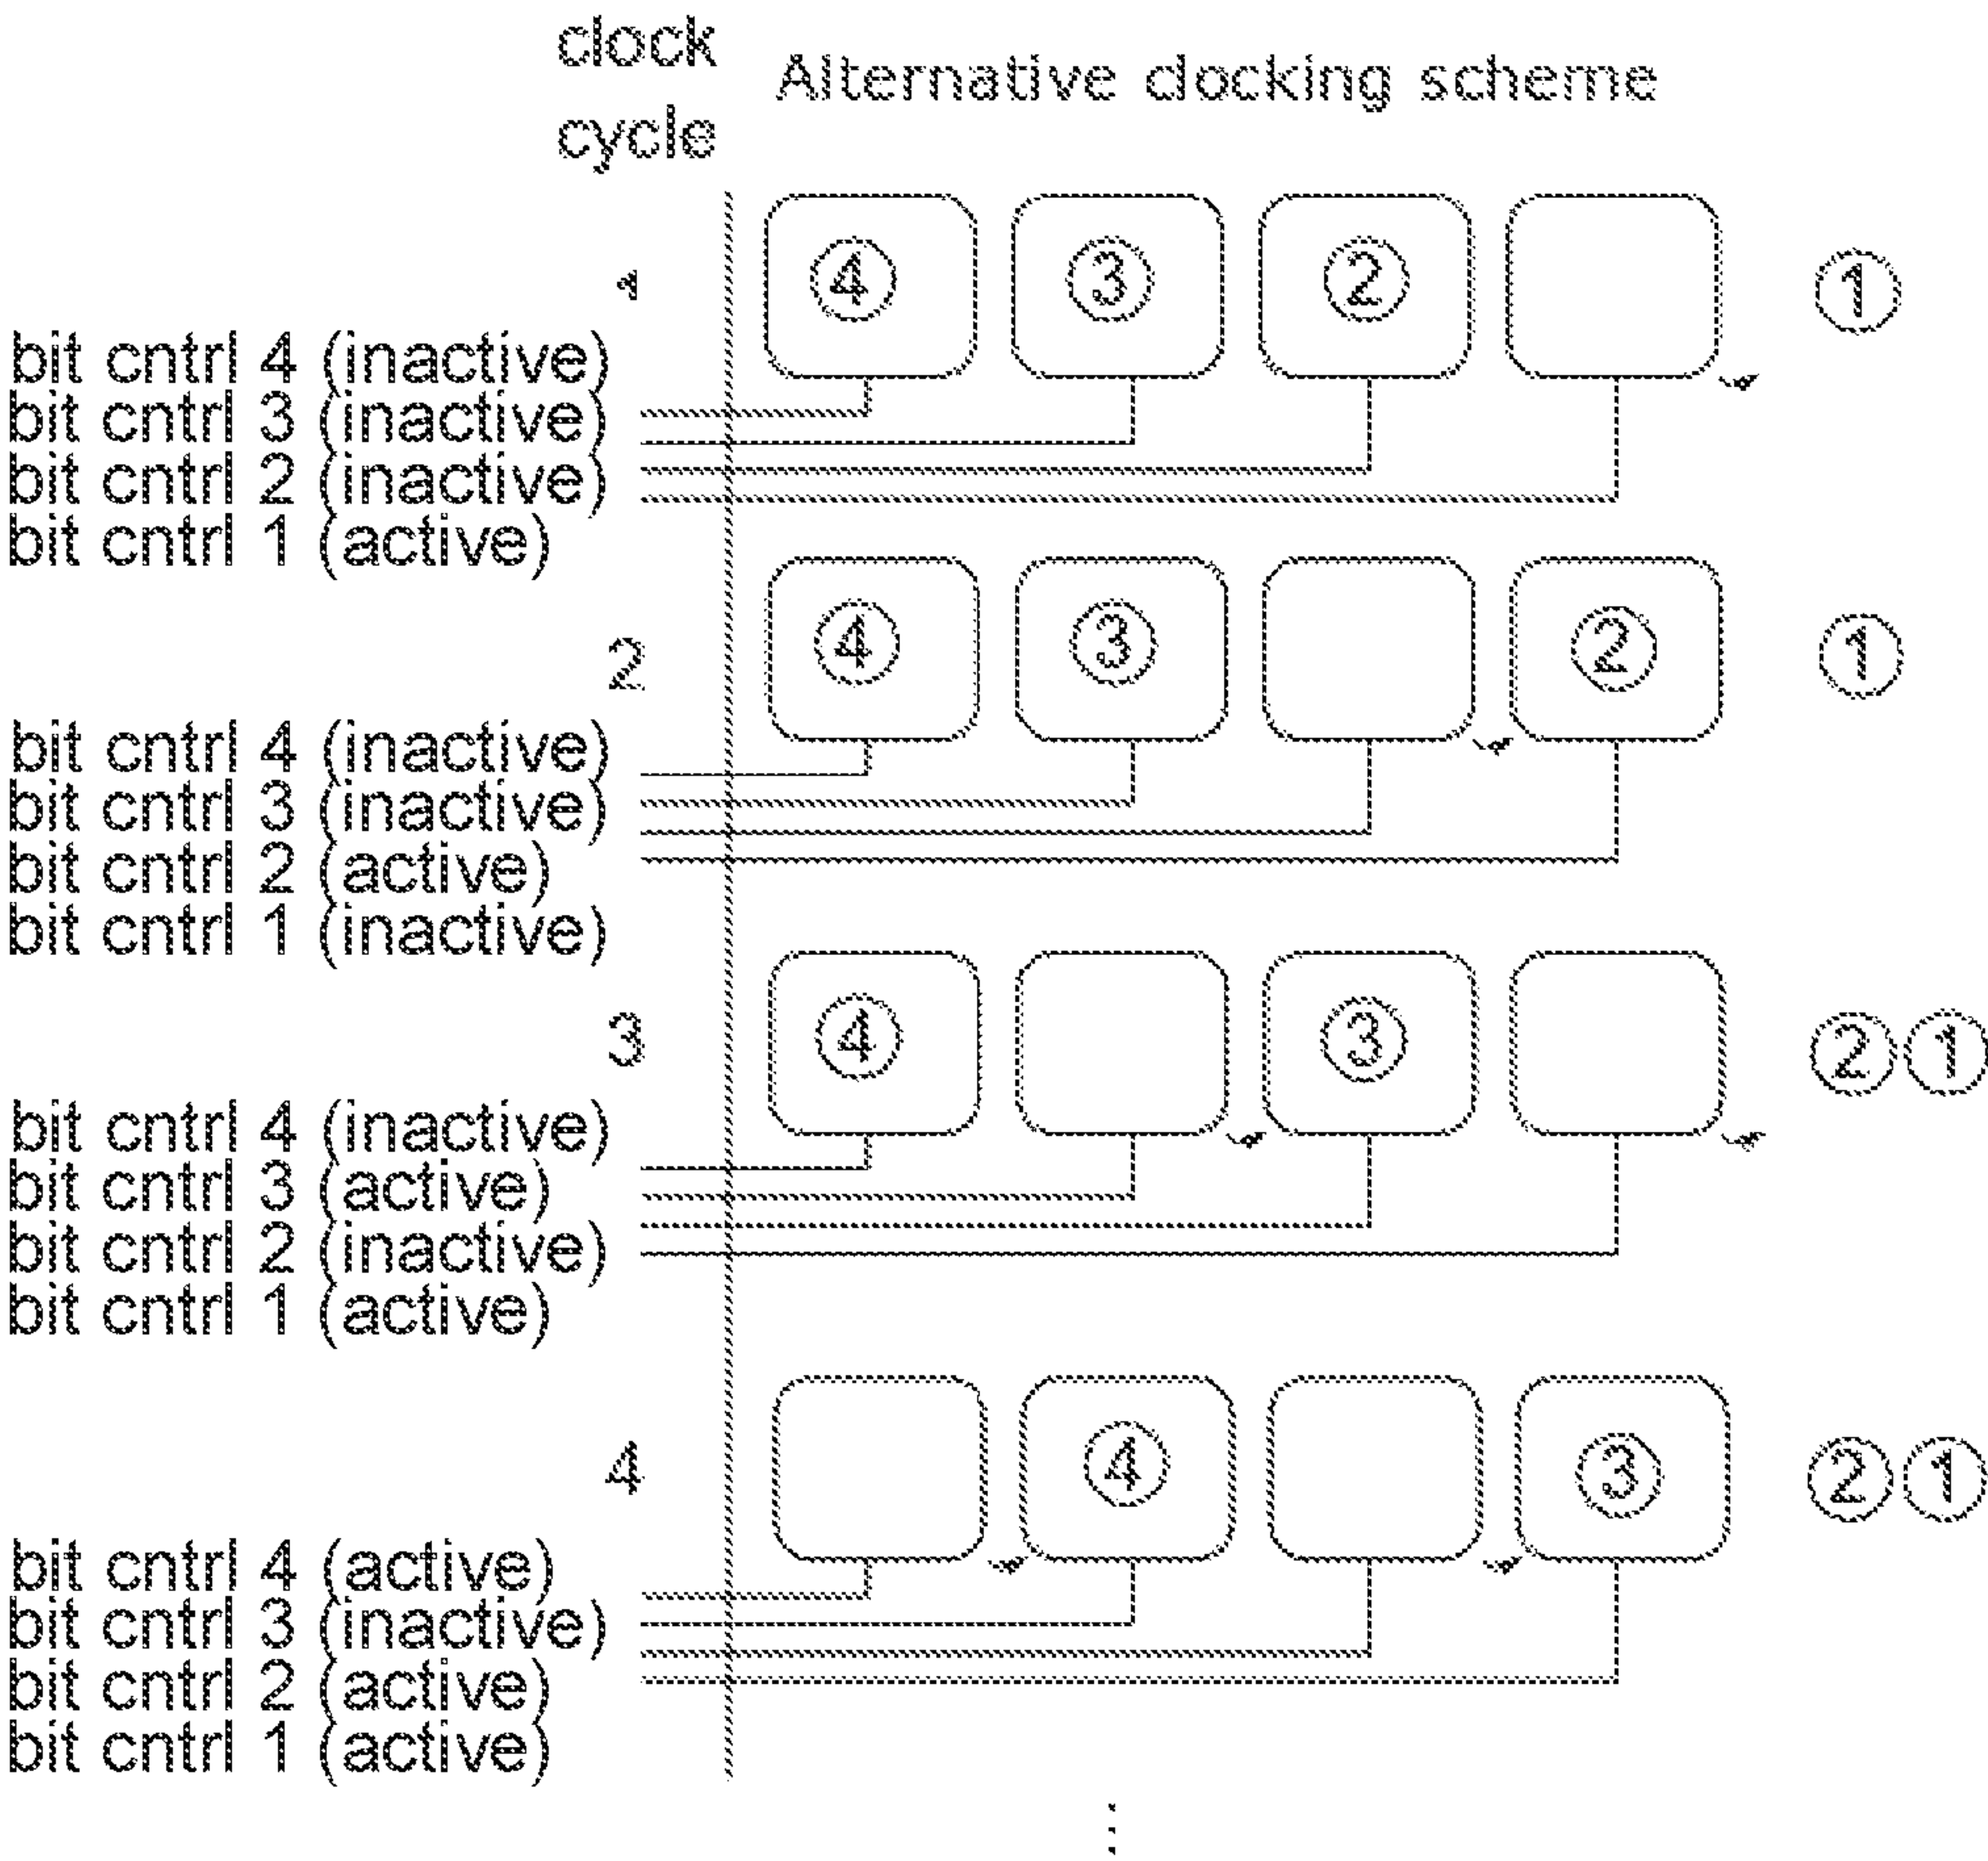 clock
cycle
Alternative clocking scheme
1
4 3 2 1
bit cntrl 4 (inactive)
bit cntrl 3 (inactive)
bit cntrl 2 (inactive)
bit cntrl 1 (active)
2
4 3 2 1
bit cntrl 4 (inactive)
bit cntrl 3 (inactive)
bit cntrl 2 (active)
bit cntrl 1 (inactive)
3
4 3 2 1
bit cntrl 4 (inactive)
bit cntrl 3 (active)
bit cntrl 2 (inactive)
bit cntrl 1 (active)
4
4 3 2 1
bit cntrl 4 (active)
bit cntrl 3 (inactive)
bit cntrl 2 (active)
bit cntrl 1 (active)
⋮